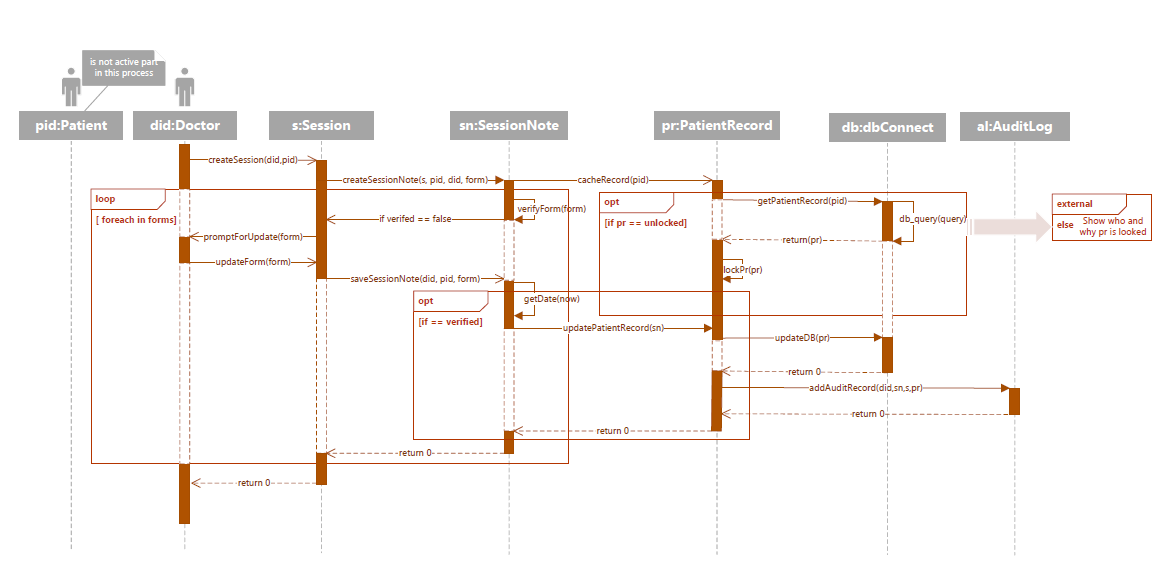 is not active part
in this process
pid:Patient
did:Doctor
s:Session
sn:SessionNote
pr:PatientRecord
db:dbConnect
al:AuditLog
createSession(did,pid)
createSessionNote(s, pid, did, form)
cacheRecord(pid)
loop
[ foreach in forms]
verifyForm(form)
if verifed == false
opt
[if pr == unlocked]
getPatientRecord(pid)
db_query(query)
external
else
Show who and
why pr is looked
promptForUpdate(form)
return(pr)
updateForm(form)
lockPr(pr)
saveSessionNote(did, pid, form)
opt
[if == verified]
getDate(now)
updatePatientRecord(sn)
updateDB(pr)
return 0
addAuditRecord(did,sn,s,pr)
return 0
return 0
return 0
return 0